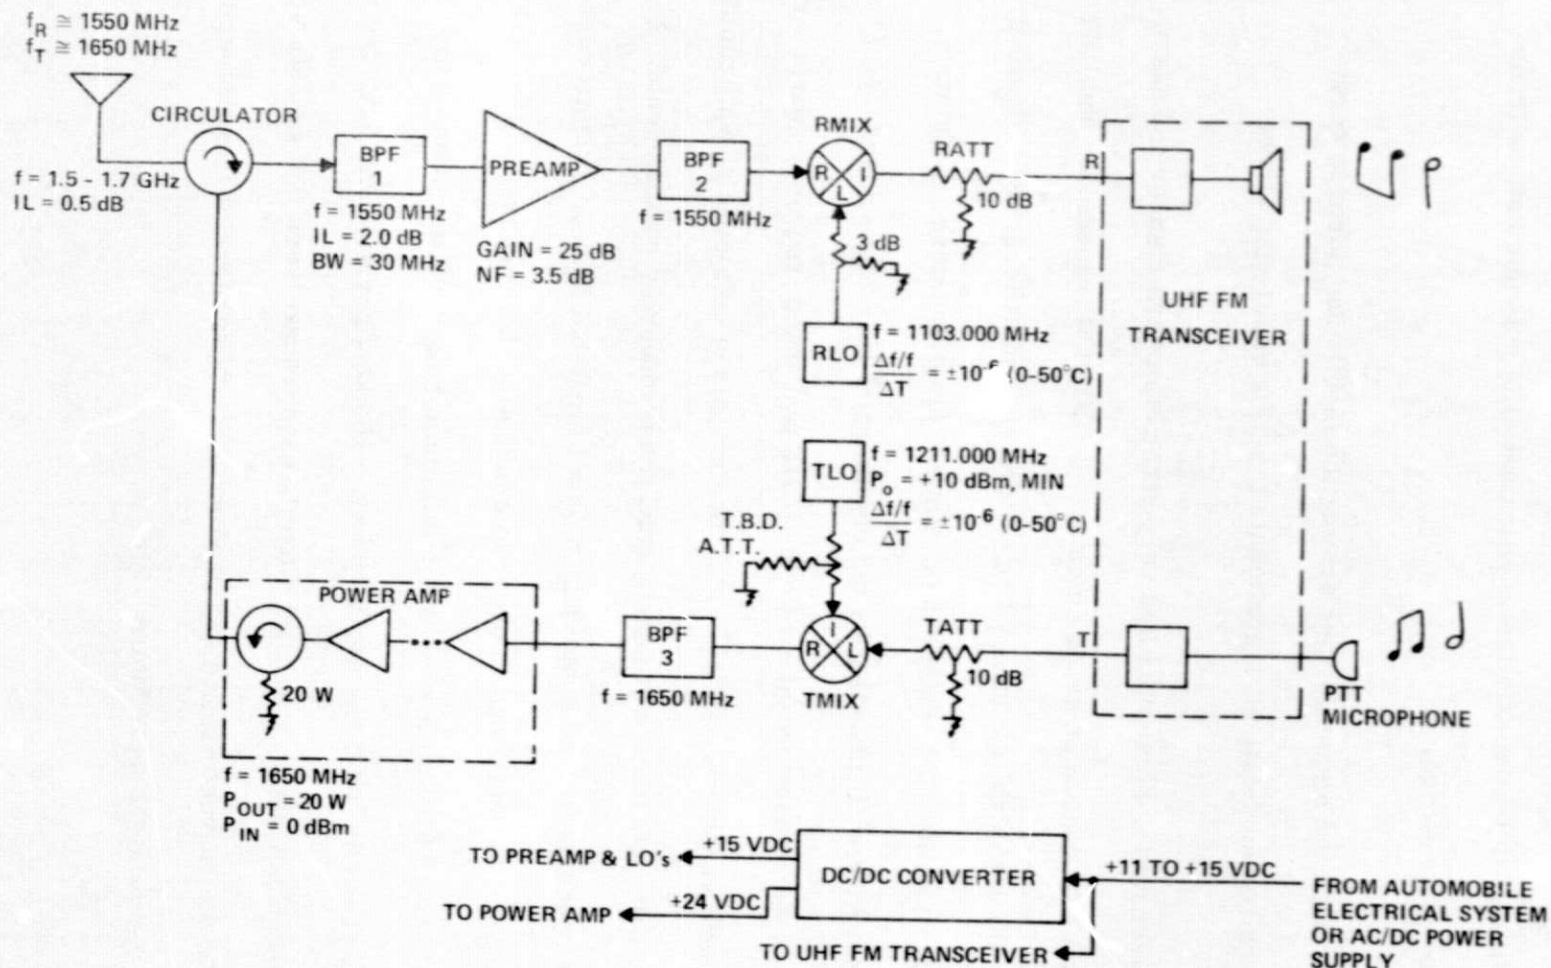 f_R ≅ 1550 MHz
f_T ≅ 1650 MHz
CIRCULATOR
f = 1.5 - 1.7 GHz
IL = 0.5 dB
BPF
1
f = 1550 MHz
IL = 2.0 dB
BW = 30 MHz
PREAMP
GAIN = 25 dB
NF = 3.5 dB
BPF
2
f = 1550 MHz
RMIX
R I
L
3 dB
RATT
10 dB
R
UHF FM
TRANSCEIVER
RLO
f = 1103.000 MHz
Δf/f
ΔT
= ±10^-6 (0-50°C)
TLO
f = 1211.000 MHz
P_o = +10 dBm, MIN
Δf/f
ΔT
= ±10^-6 (0-50°C)
T.B.D.
A.T.T.
POWER AMP
20 W
f = 1650 MHz
P_OUT = 20 W
P_IN = 0 dBm
BPF
3
f = 1650 MHz
I
R L
TMIX
TATT
10 dB
T
PTT
MICROPHONE
TO PREAMP & LO's
+15 VDC
TO POWER AMP
+24 VDC
DC/DC CONVERTER
+11 TO +15 VDC
FROM AUTOMOBILE
ELECTRICAL SYSTEM
OR AC/DC POWER
SUPPLY
TO UHF FM TRANSCEIVER